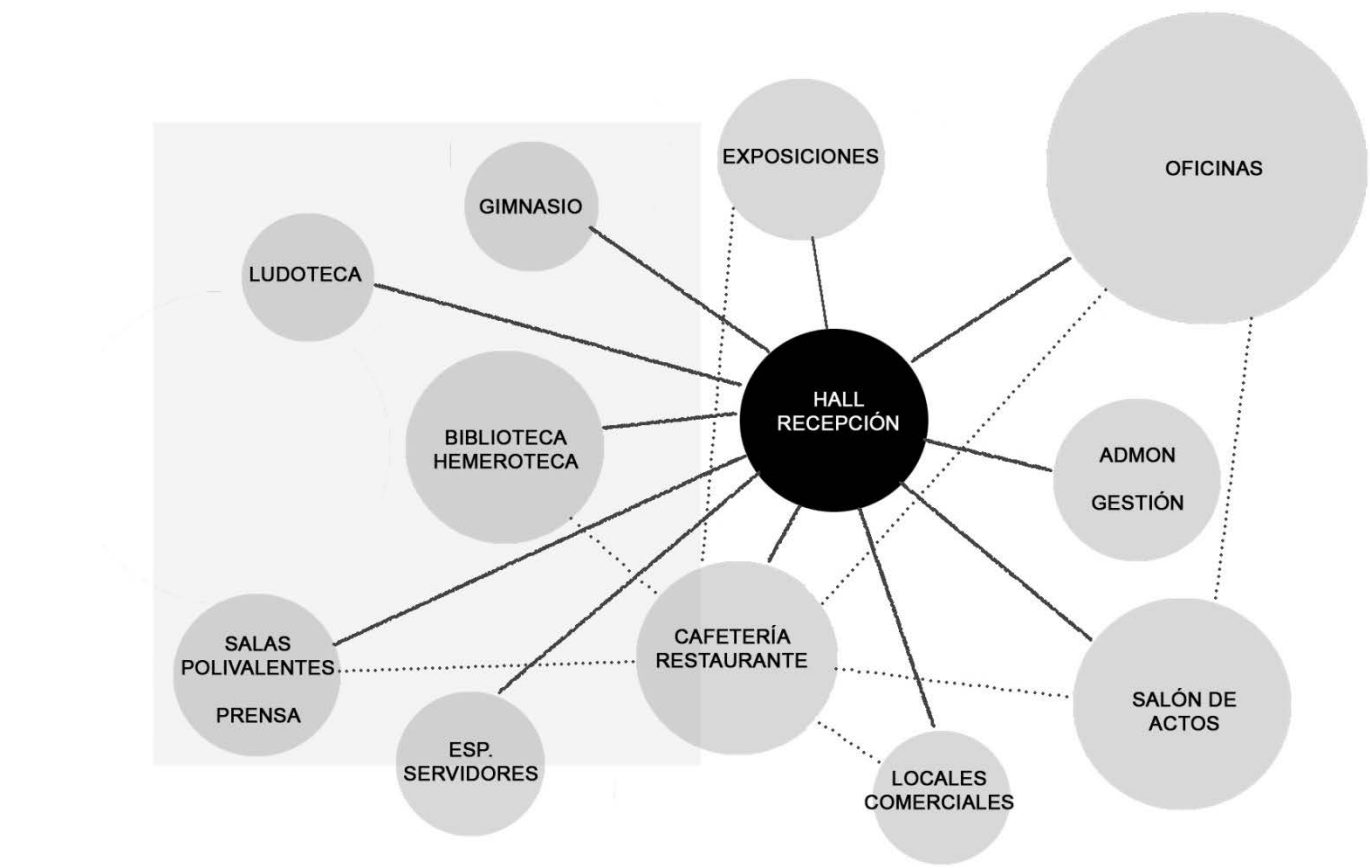 EXPOSICIONES
OFICINAS
GIMNASIO
LUDOTECA
HALL
RECEPCIÓN
BIBLIOTECA
HEMEROTECA
ADMON
GESTIÓN
SALAS
POLIVALENTES
PRENSA
CAFETERÍA
RESTAURANTE
SALÓN DE
ACTOS
ESP.
SERVIDORES
LOCALES
COMERCIALES